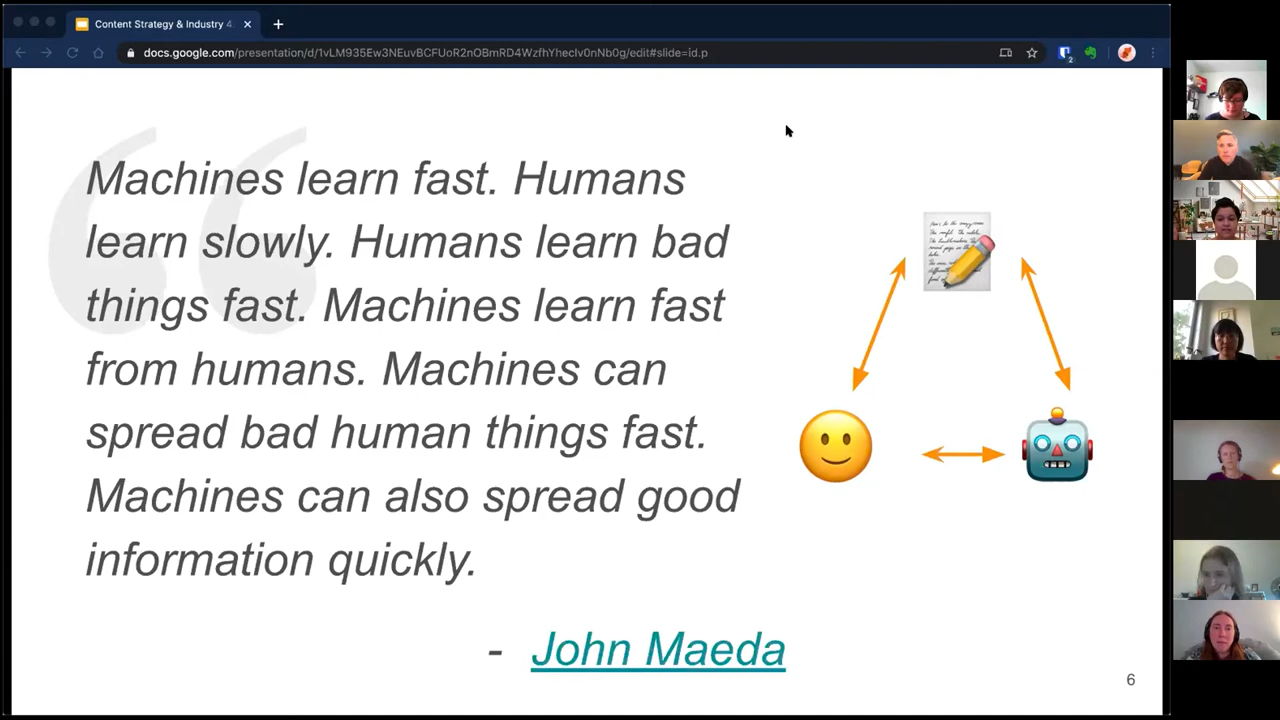 Content Strategy & Industry 4.
docs.google.com/presentation/d/1vLM935Ew3NEuvBCFUoR2nOBmRD4WzfhYhecIv0nNb0g/edit#slide=id.p
2
Machines learn fast. Humans
learn slowly. Humans learn bad
things fast. Machines learn fast
from humans. Machines can
spread bad human things fast.
Machines can also spread good
information quickly.
- John Maeda
6